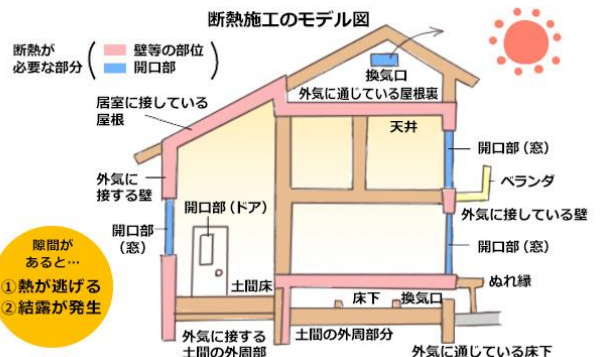 断熱施工のモデル図
断熱が
必要な部分
壁等の部位
開口部
換気口
外気に通じている屋根裏
居室に接している
屋根
天井
開口部（窓）
ベランダ
外気に
接する壁
開口部（ドア）
外気に接している壁
開口部
（窓）
開口部（窓）
隙間が
あると…
①熱が逃げる
②結露が発生
土間床
床下
換気口
ぬれ縁
外気に接する
土間の外周部
土間の外周部分
外気に通じている床下